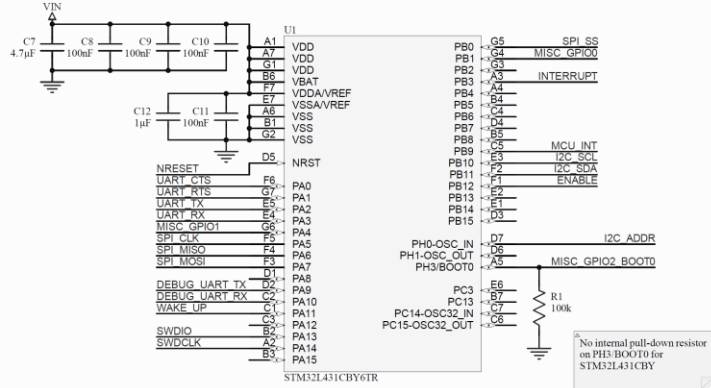 VIN
U1
C7
4.7µF
C8
100nF
C9
100nF
C10
100nF
C12
1µF
C11
100nF
A1 VDD
A7 VDD
G1 VDD
B6 VBAT
F7 VDDA/VREF
E7 VSSA/VREF
A6 VSS
B1 VSS
G2 VSS
NRESET D5 NRST
UART_CTS F6 PA0
UART_RTS G7 PA1
UART_TX E5 PA2
UART_RX E4 PA3
MISC_GPIO1 G6 PA4
SPI_CLK F5 PA5
SPI_MISO F4 PA6
SPI_MOSI F3 PA7
D1 PA8
DEBUG_UART_TX D2 PA9
DEBUG_UART_RX C2 PA10
WAKE_UP C1 PA11
C3 PA12
SWDIO B2 PA13
SWDCLK A2 PA14
B3 PA15
PB0 G5 SPI_SS
PB1 G4 MISC_GPIO0
PB2 G3
PB3 A3 INTERRUPT
PB4 A4
PB5 B4
PB6 C4
PB7 D4
PB8 B5
PB9 C5 MCU_INT
PB10 E3 I2C_SCL
PB11 F2 I2C_SDA
PB12 F1 ENABLE
PB13 E2
PB14 E1
PB15 D3
PH0-OSC_IN D7 I2C_ADDR
PH1-OSC_OUT D6
PH3/BOOT0 A5 MISC_GPIO2_BOOT0
PC3 E6
PC13 B7
PC14-OSC32_IN C7
PC15-OSC32_OUT C6
R1
100k
STM32L431CBY6TR
No internal pull-down resistor
on PH3/BOOT0 for
STM32L431CBY